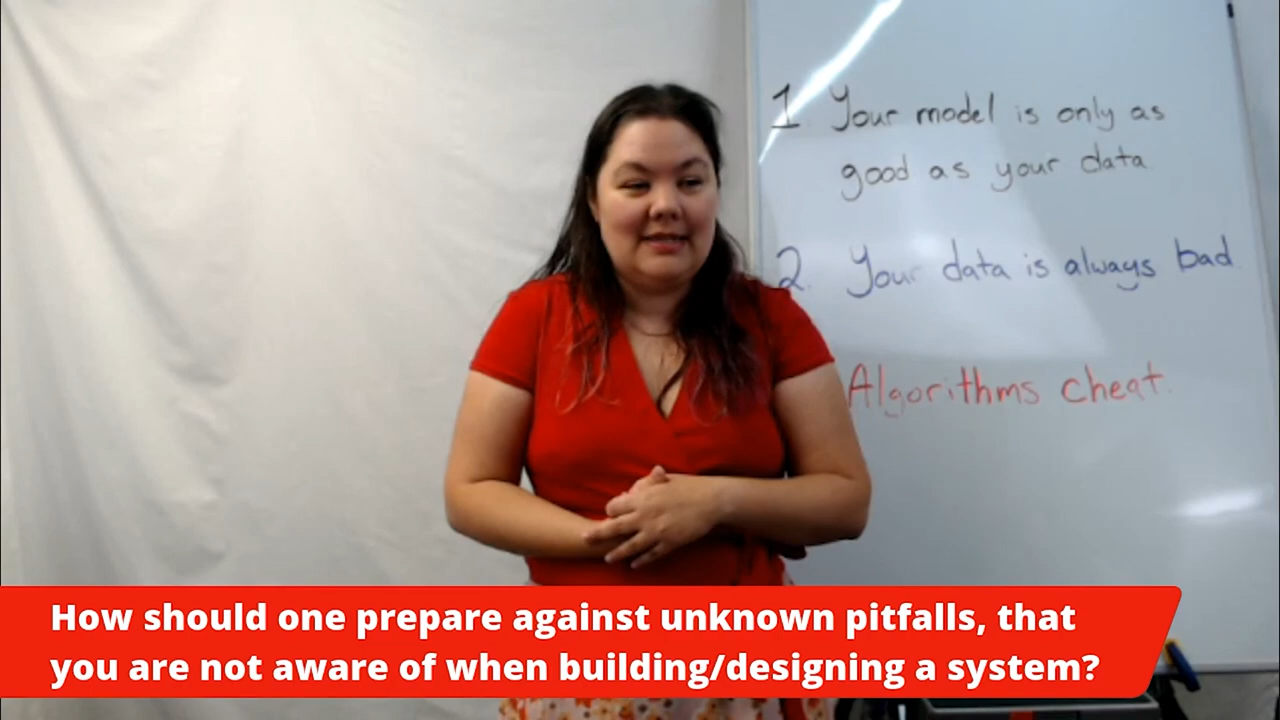 1 Your model is only as
good as your data
2. Your data is always bad
Algorithms cheat.
How should one prepare against unknown pitfalls, that
you are not aware of when building/designing a system?